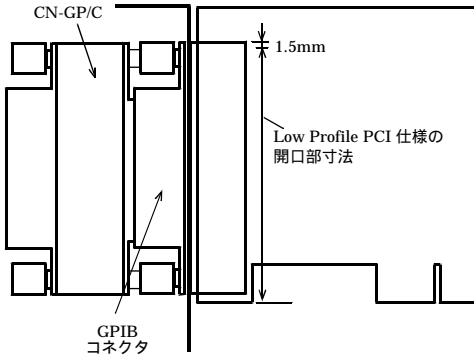 CN-GP/C
1.5mm
Low Profile PCI 仕様の
開口部寸法
GPIB
コネクタ